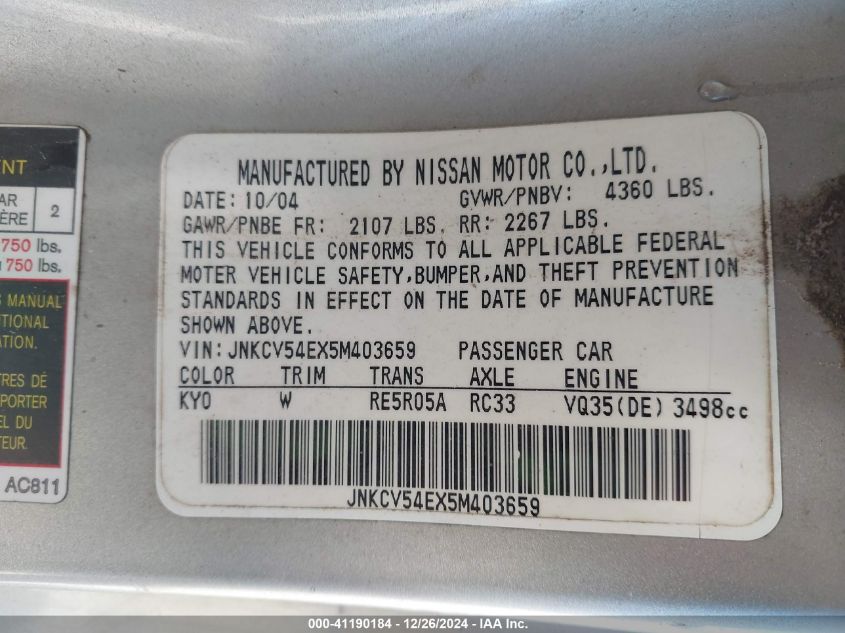 ENT
AR
ÈRE 2
750 lbs.
750 lbs.
MANUAL
TIONAL
ATION.
TRES DÉ
PORTER
EL DU
TEUR.
AC811
MANUFACTURED BY NISSAN MOTOR CO.,LTD.
DATE: 10/04 GVWR/PNBV: 4360 LBS.
GAWR/PNBE FR: 2107 LBS. RR: 2267 LBS.
THIS VEHICLE CONFORMS TO ALL APPLICABLE FEDERAL
MOTER VEHICLE SAFETY,BUMPER,AND THEFT PREVENTION
STANDARDS IN EFFECT ON THE DATE OF MANUFACTURE
SHOWN ABOVE.
VIN: JNKCV54EX5M403659 PASSENGER CAR
COLOR TRIM TRANS AXLE ENGINE
KY0 W RE5R05A RC33 VQ35(DE) 3498cc
JNKCV54EX5M403659
000-41190184 - 12/26/2024 - IAA Inc.